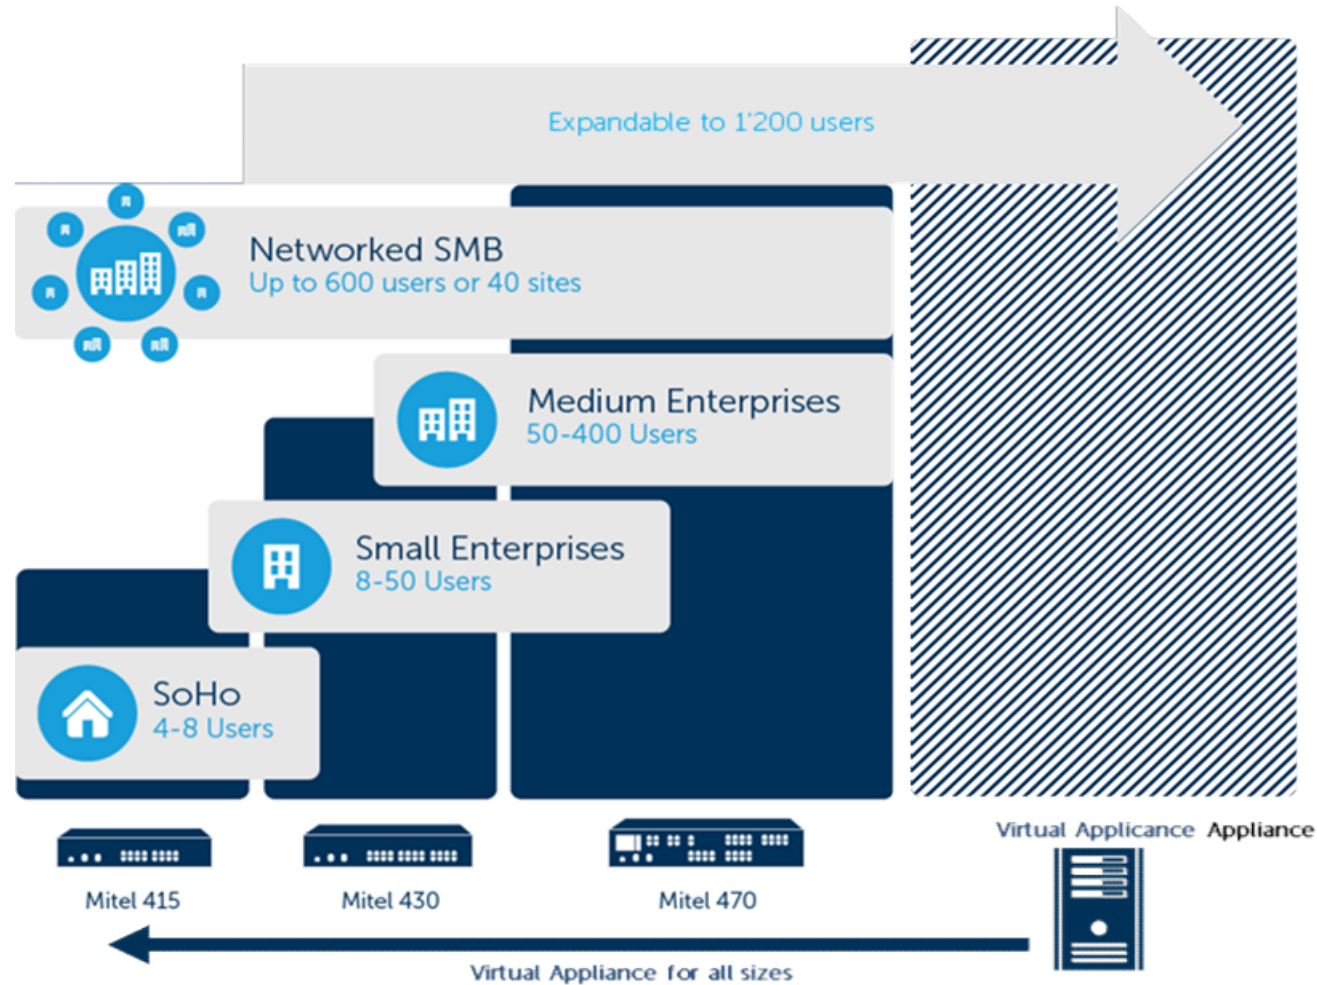 Expandable to 1'200 users
Networked SMB
Up to 600 users or 40 sites
Medium Enterprises
50-400 Users
Small Enterprises
8-50 Users
SoHo
4-8 Users
Virtual Applicance Appliance
Mitel 415
Mitel 430
Mitel 470
Virtual Appliance for all sizes